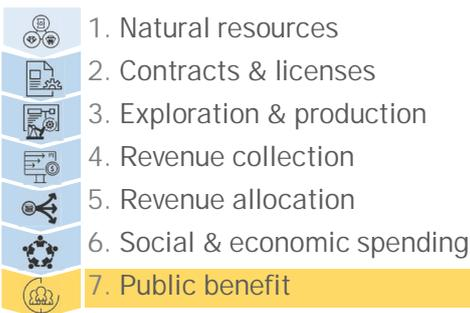 1. Natural resources
2. Contracts & licenses
3. Exploration & production
4. Revenue collection
5. Revenue allocation
6. Social & economic spending
7. Public benefit